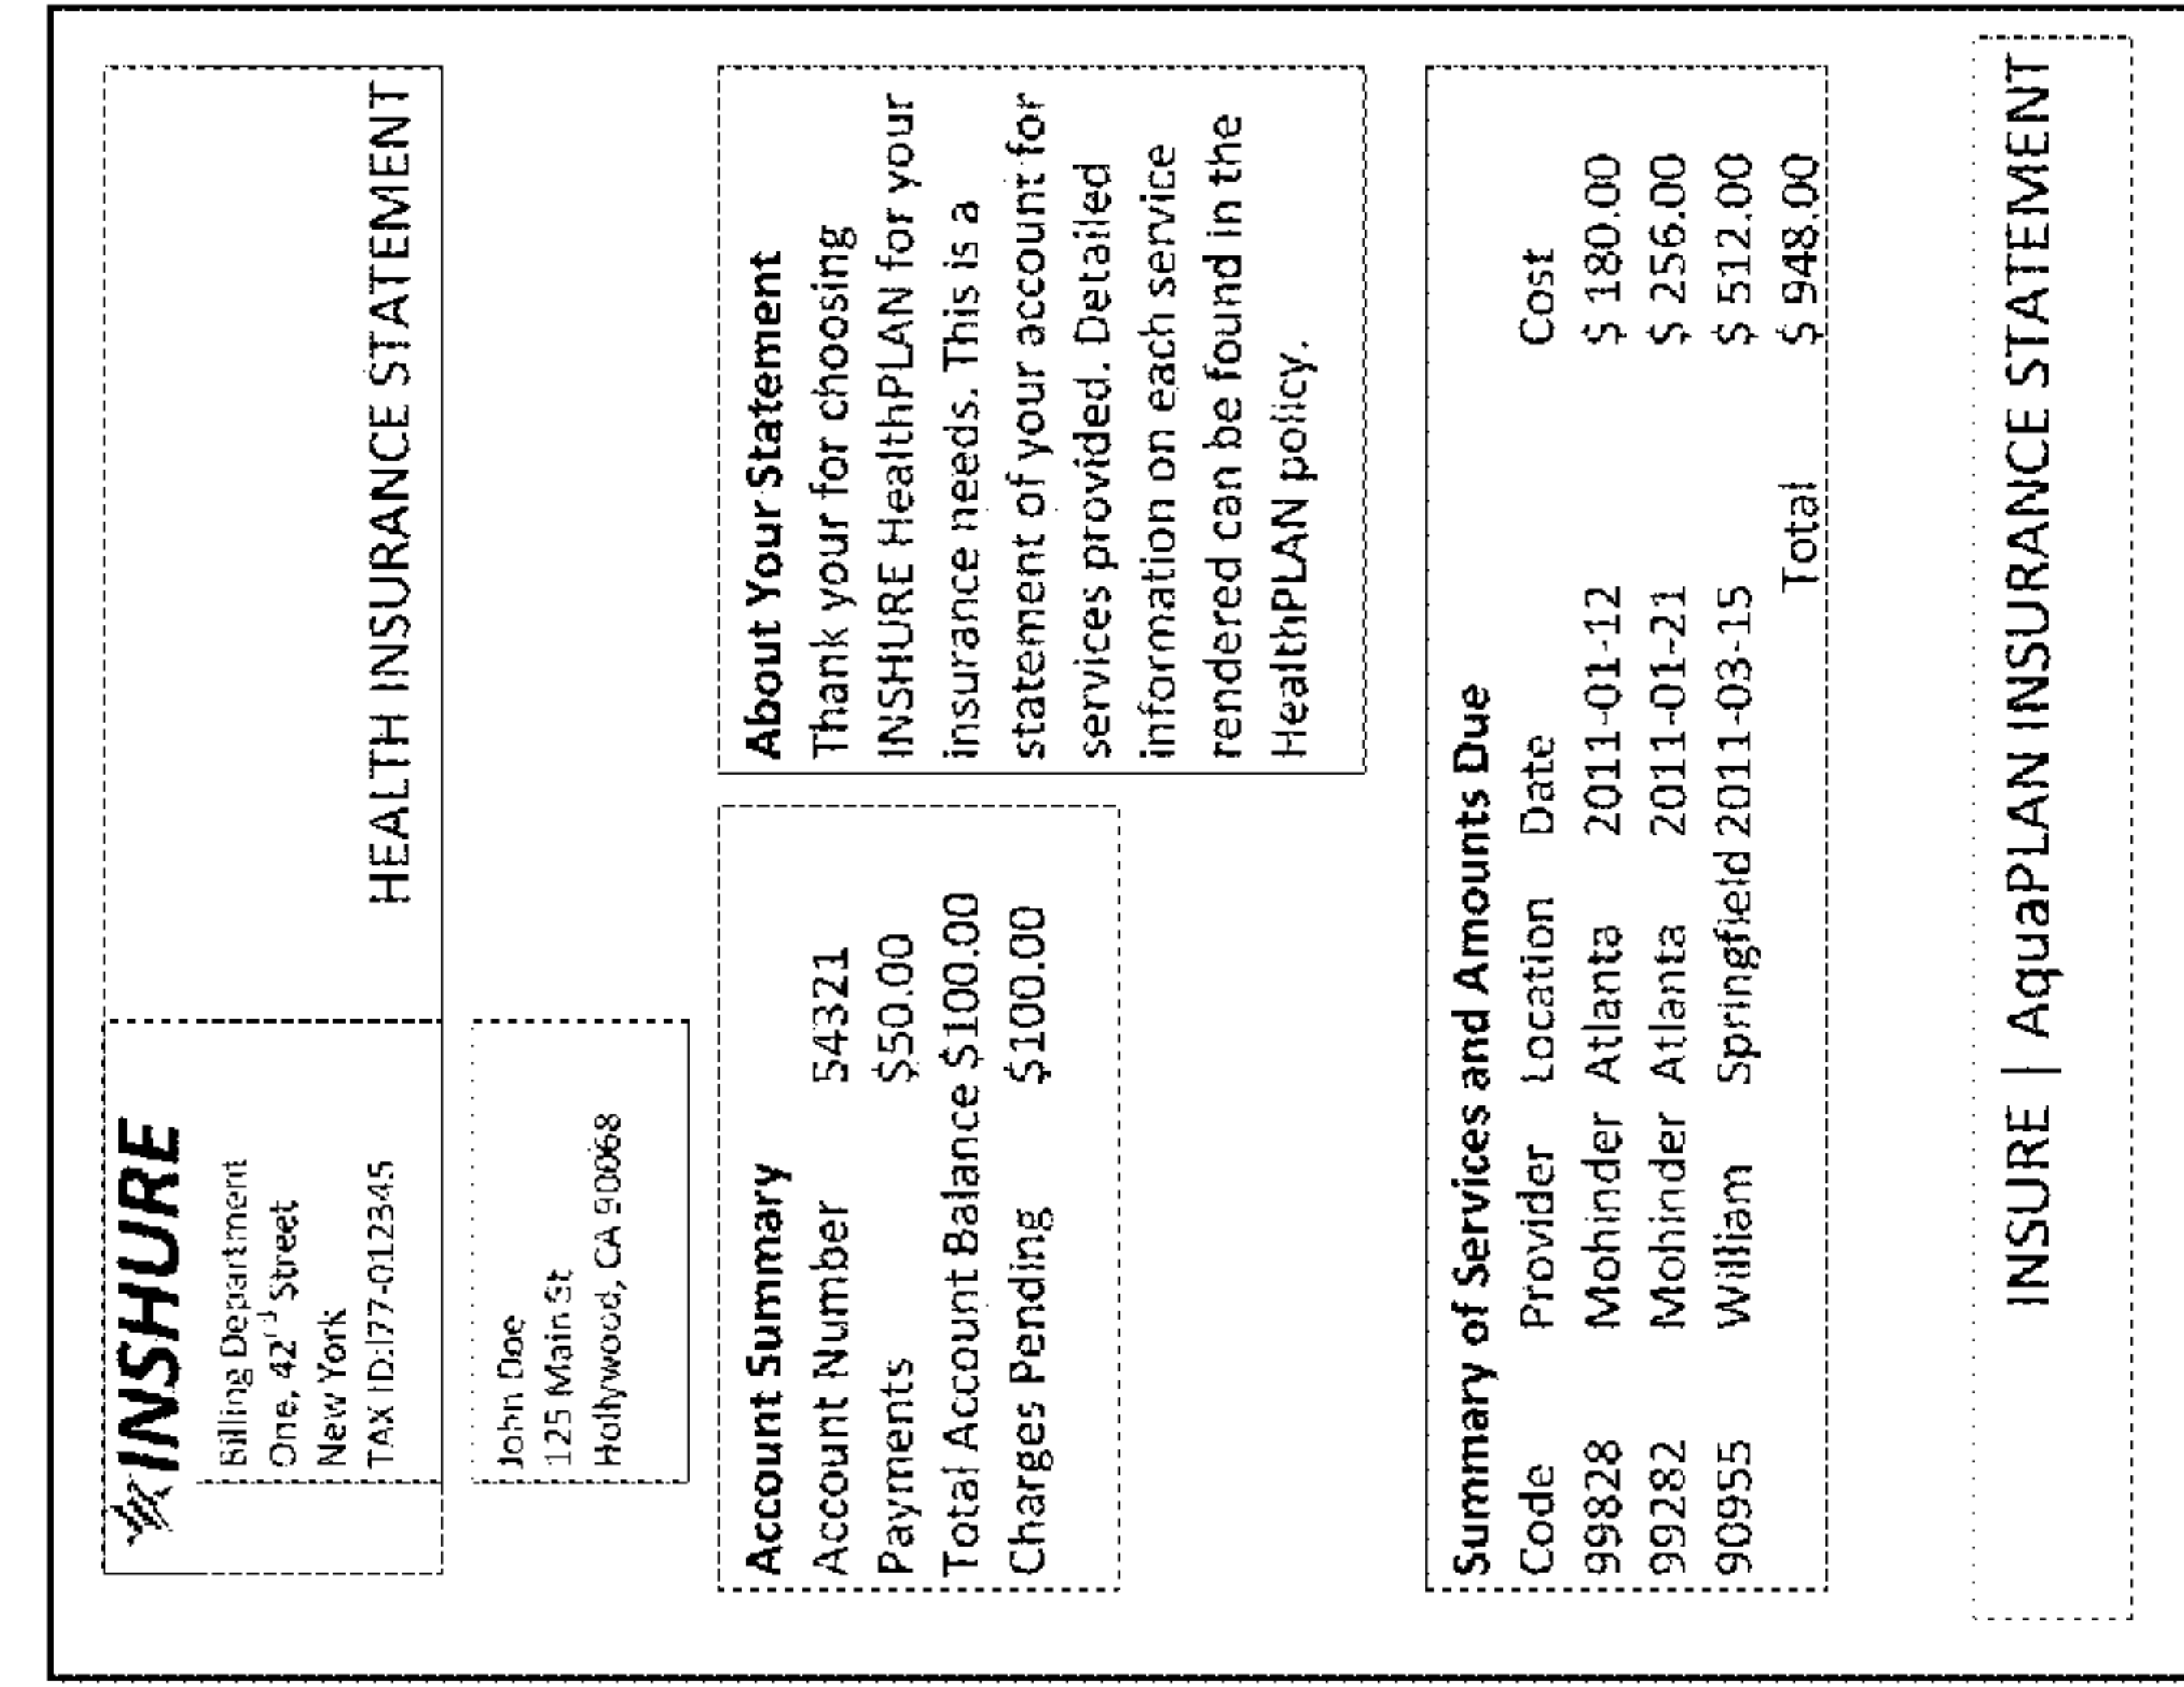 INSHURE
Billing Department
One, 42nd Street
New York
TAX ID:I77-012345
HEALTH INSURANCE STATEMENT
John Doe
125 Main St
Hollywood, CA 90068
Account Summary
Account Number 54321
Payments $50.00
Total Account Balance $100.00
Charges Pending $100.00
About Your Statement
Thank your for choosing
INSHURE HealthPLAN for your
insurance needs. This is a
statement of your account for
services provided. Detailed
information on each service
rendered can be found in the
HealthPLAN policy.
Summary of Services and Amounts Due
Code Provider Location Date Cost
99828 Mohinder Atlanta 2011-01-12 $ 180.00
99282 Mohinder Atlanta 2011-01-21 $ 256.00
90955 William Springfield 2011-03-15 $ 512.00
Total $ 948.00
INSURE | AquaPLAN INSURANCE STATEMENT